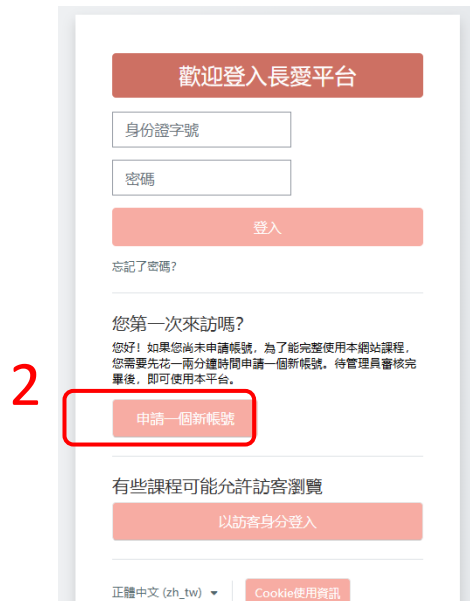 歡迎登入長愛平台
身份證字號
密碼
登入
忘記了密碼?
您第一次來訪嗎?
您好! 如果您尚未申請帳號, 為了能完整使用本網站課程,
您需要先花一兩分鐘時間申請一個新帳號。待管理員審核完
畢後, 即可使用本平台。
2
申請一個新帳號
有些課程可能允許訪客瀏覽
以訪客身分登入
正體中文 (zh_tw)
Cookie使用資訊